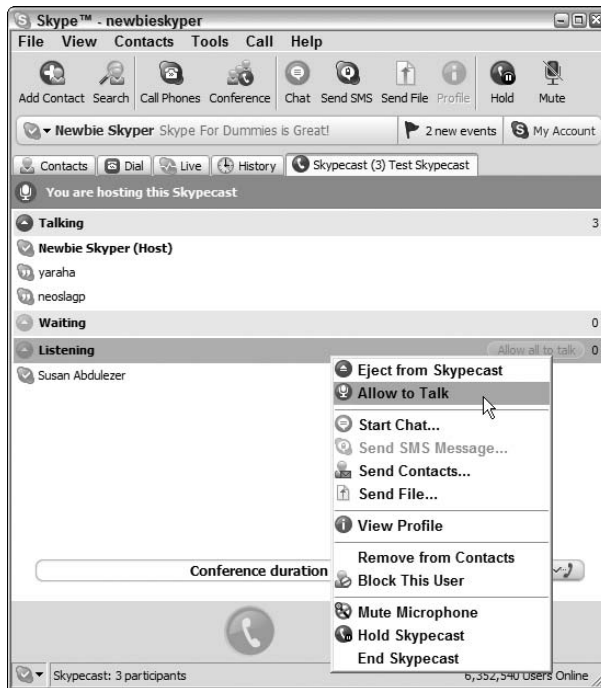 Skype™ - newbieskyper
File View Contacts Tools Call Help
Add Contact Search Call Phones Conference Chat Send SMS Send File Profile Hold Mute
Newbie Skyper Skype For Dummies is Great! 2 new events My Account
Contacts Dial Live History Skypecast (3) Test Skypecast
You are hosting this Skypecast
Talking 3
Newbie Skyper (Host)
yaraha
neoslagp
Waiting 0
Listening Allow all to talk 0
Susan Abdulezer
Eject from Skypecast
Allow to Talk
Start Chat...
Send SMS Message...
Send Contacts...
Send File...
View Profile
Remove from Contacts
Block This User
Mute Microphone
Hold Skypecast
End Skypecast
Conference duration
Skypecast: 3 participants 6,352,540 Users Online